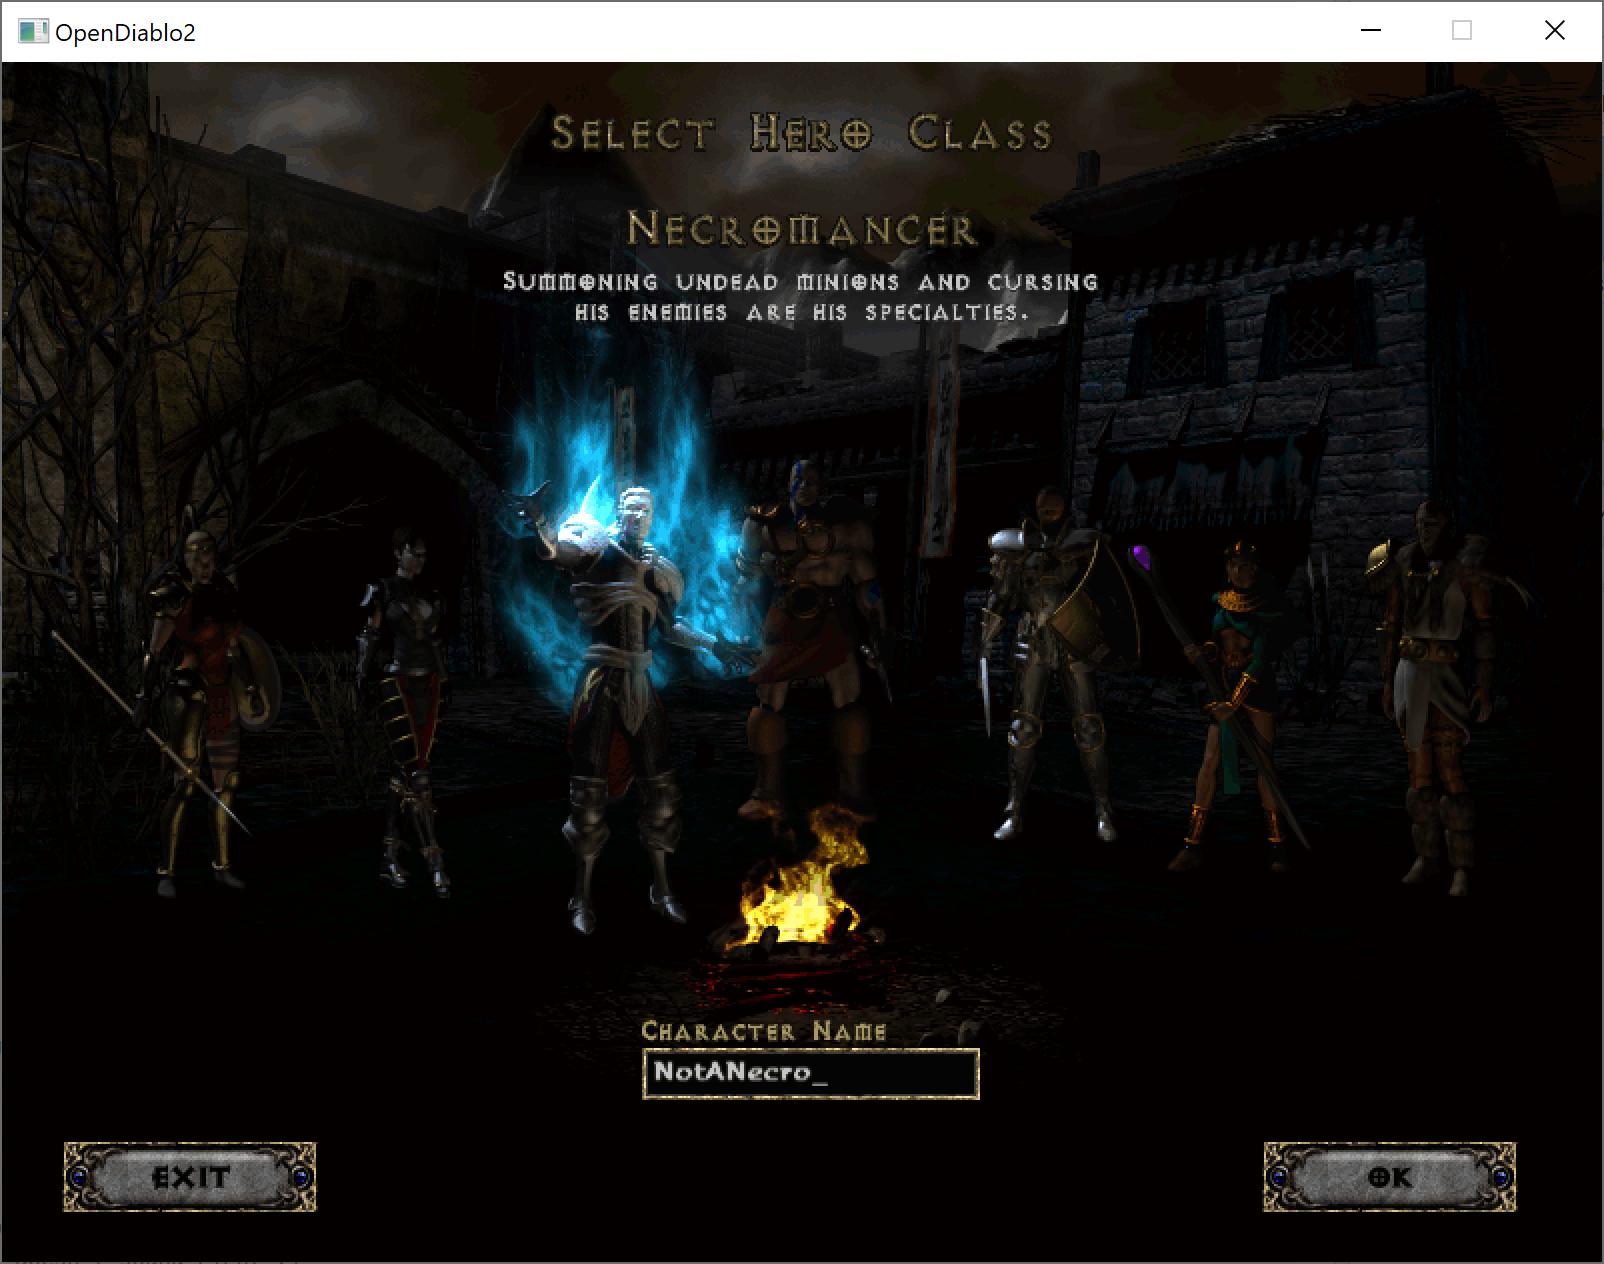 OpenDiablo2
Select Hero Class
Necromancer
Summoning undead minions and cursing
his enemies are his specialties.
Character Name
NotANecro_
EXIT
OK